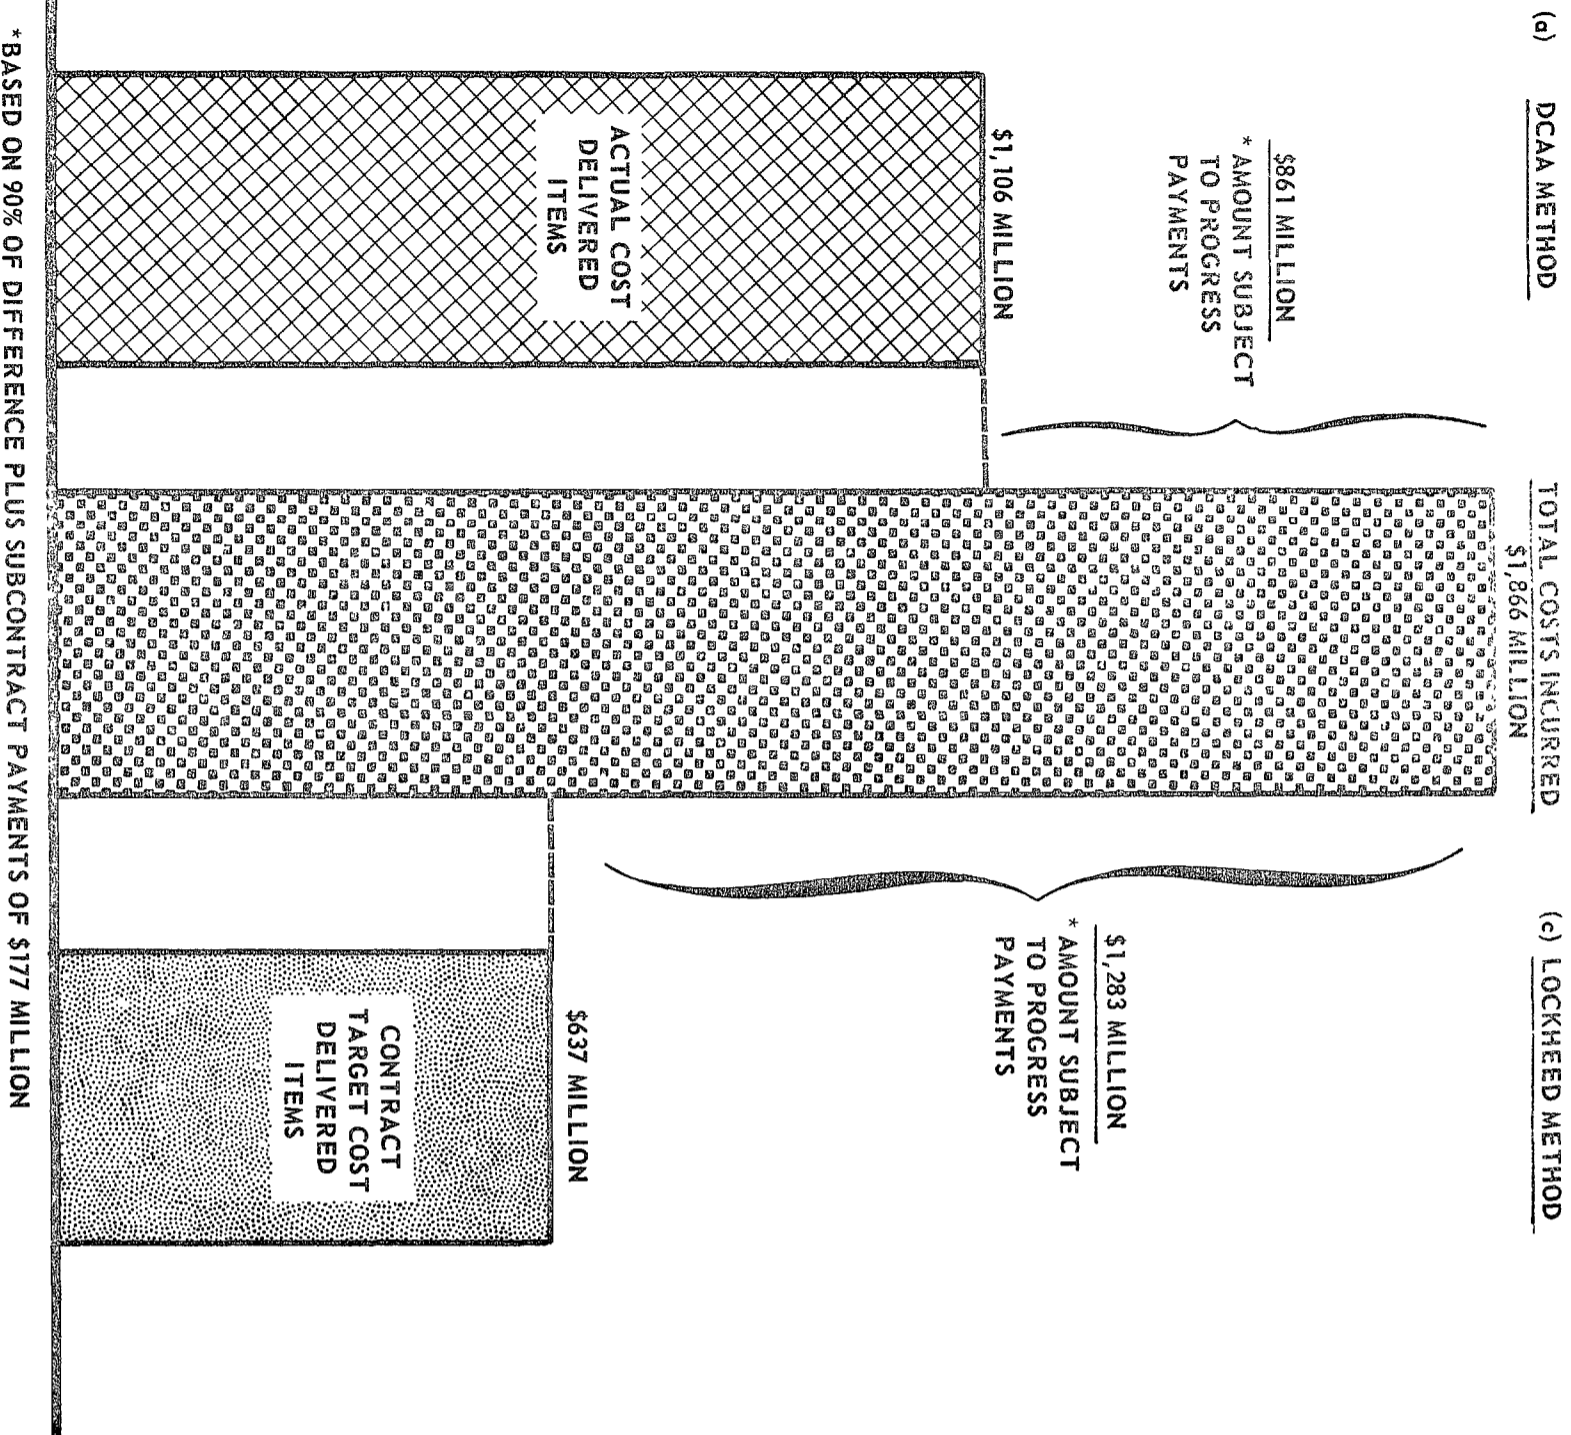 (a) DCAA METHOD
TOTAL COSTS INCURRED
$1,866 MILLION
(c) LOCKHEED METHOD
$861 MILLION
* AMOUNT SUBJECT
TO PROGRESS
PAYMENTS
$1,283 MILLION
* AMOUNT SUBJECT
TO PROGRESS
PAYMENTS
$1,106 MILLION
ACTUAL COST
DELIVERED
ITEMS
$637 MILLION
CONTRACT
TARGET COST
DELIVERED
ITEMS
*BASED ON 90% OF DIFFERENCE PLUS SUBCONTRACT PAYMENTS OF $177 MILLION